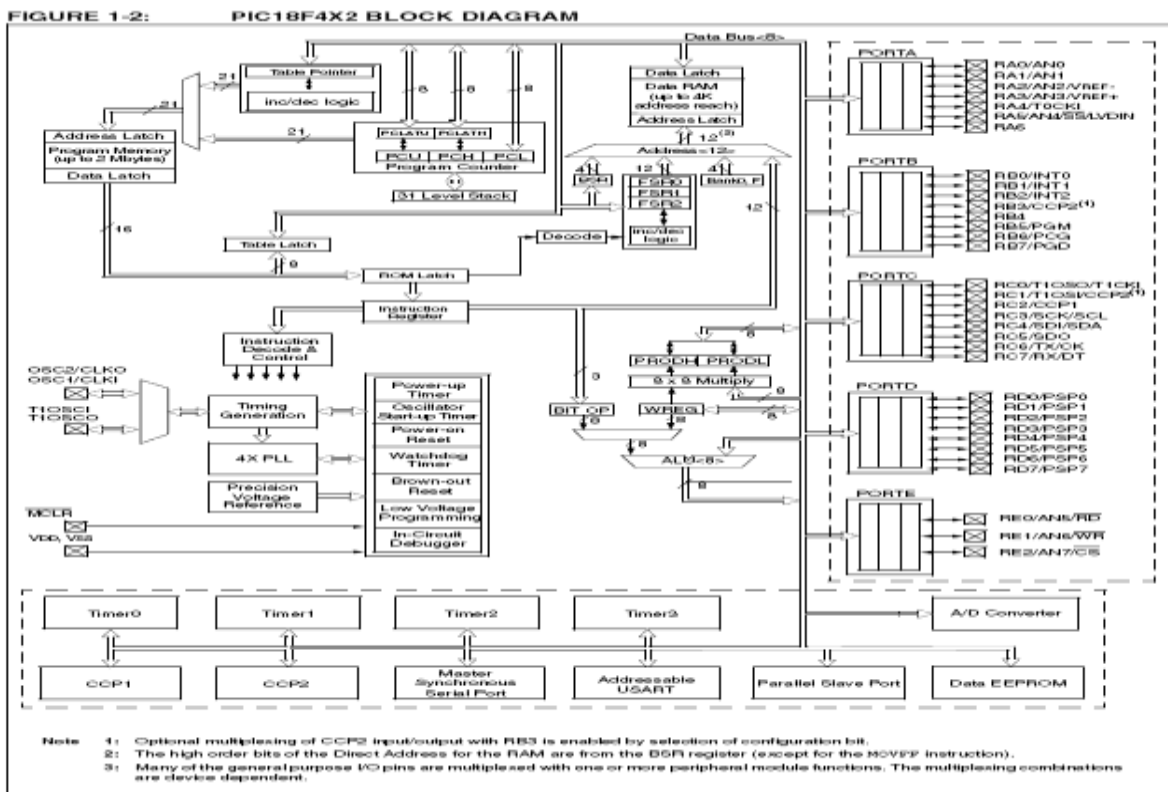 FIGURE 1-2: PIC18F4X2 BLOCK DIAGRAM
Data Bus<8>
21
Table Pointer
inc/dec logic
21
8
8
8
Data Latch
Data RAM
(up to 4K
address reach)
Address Latch
21
Address Latch
Program Memory
(up to 2 Mbytes)
Data Latch
PCLATU PCLATH
PCU PCH PCL
Program Counter
31 Level Stack
12(2)
Address<12>
4
12
4
BSR
FSR0
FSR1
FSR2
Bank0, F
inc/dec
logic
12
16
Table Latch
Decode
8
ROM Latch
Instruction
Register
Instruction
Decode &
Control
OSC2/CLKO
OSC1/CLKI
T1OSCI
T1OSCO
Timing
Generation
4X PLL
Precision
Voltage
Reference
MCLR
VDD, VSS
Power-up
Timer
Oscillator
Start-up Timer
Power-on
Reset
Watchdog
Timer
Brown-out
Reset
Low Voltage
Programming
In-Circuit
Debugger
8
PRODH PRODL
8 x 8 Multiply
3
8
BIT OP
WREG
8
8
8
8
ALU<8>
8
PORTA
RA0/AN0
RA1/AN1
RA2/AN2/VREF-
RA3/AN3/VREF+
RA4/T0CKI
RA5/AN4/SS/LVDIN
RA6
PORTB
RB0/INT0
RB1/INT1
RB2/INT2
RB3/CCP2(1)
RB4
RB5/PGM
RB6/PCG
RB7/PGD
PORTC
RC0/T1OSO/T1CKI
RC1/T1OSI/CCP2(1)
RC2/CCP1
RC3/SCK/SCL
RC4/SDI/SDA
RC5/SDO
RC6/TX/CK
RC7/RX/DT
PORTD
RD0/PSP0
RD1/PSP1
RD2/PSP2
RD3/PSP3
RD4/PSP4
RD5/PSP5
RD6/PSP6
RD7/PSP7
PORTE
RE0/AN5/RD
RE1/AN6/WR
RE2/AN7/CS
Timer0
Timer1
Timer2
Timer3
A/D Converter
CCP1
CCP2
Master
Synchronous
Serial Port
Addressable
USART
Parallel Slave Port
Data EEPROM
Note 1: Optional multiplexing of CCP2 input/output with RB3 is enabled by selection of configuration bit.
2: The high order bits of the Direct Address for the RAM are from the BSR register (except for the MOVFF instruction).
3: Many of the general purpose I/O pins are multiplexed with one or more peripheral module functions. The multiplexing combinations
are device dependent.